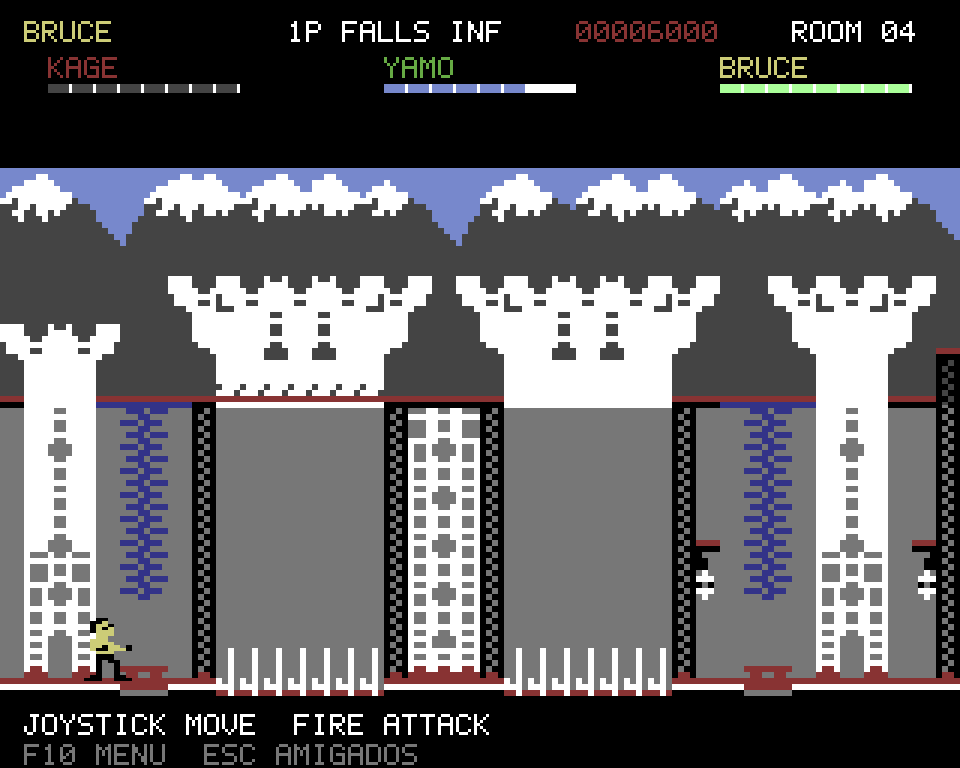 BRUCE 1P FALLS INF 00006000 ROOM 04
KAGE YAMO BRUCE
JOYSTICK MOVE FIRE ATTACK
F10 MENU ESC AMIGADOS